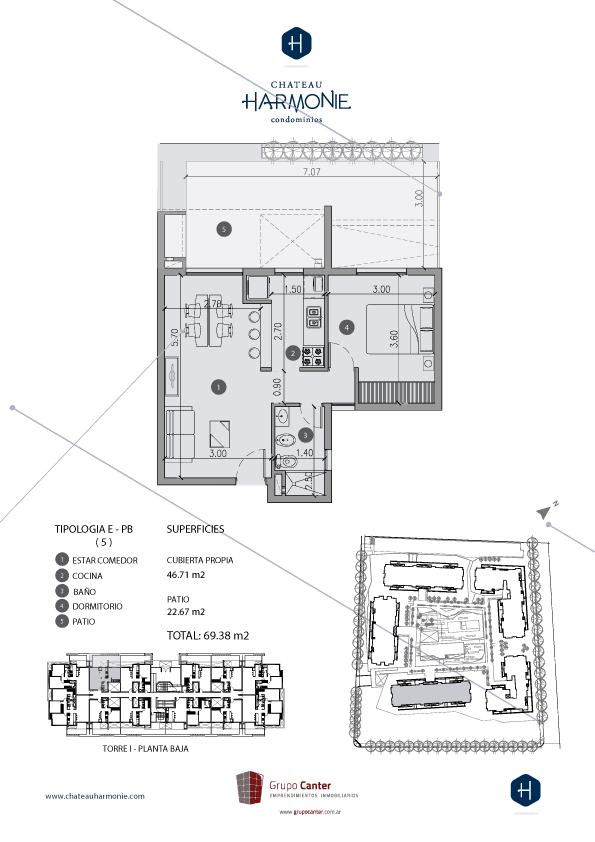 H
CHATEAU
HARMONIE
condominios
7.07
3.00
5
1.50
3.00
2.70
2.70
5.70
4
3.60
2
1
0.90
3
3.00
1.40
2.50
N
TIPOLOGIA E - PB
( 5 )
1 ESTAR COMEDOR
2 COCINA
3 BAÑO
4 DORMITORIO
5 PATIO
SUPERFICIES
CUBIERTA PROPIA
46.71 m2
PATIO
22.67 m2
TOTAL: 69.38 m2
TORRE I - PLANTA BAJA
www.chateauharmonie.com
Grupo Canter
EMPRENDIMIENTOS INMOBILIARIOS
www.grupocanter.com.ar
H